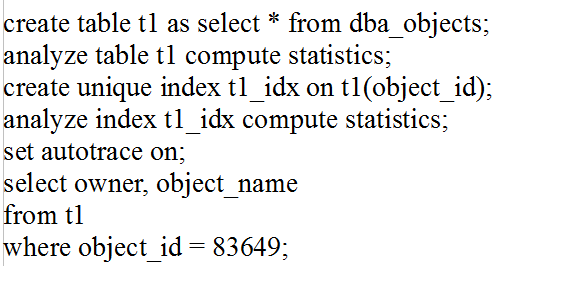 create table t1 as select * from dba_objects;
analyze table t1 compute statistics;
create unique index t1_idx on t1(object_id);
analyze index t1_idx compute statistics;
set autotrace on;
select owner, object_name
from t1
where object_id = 83649;